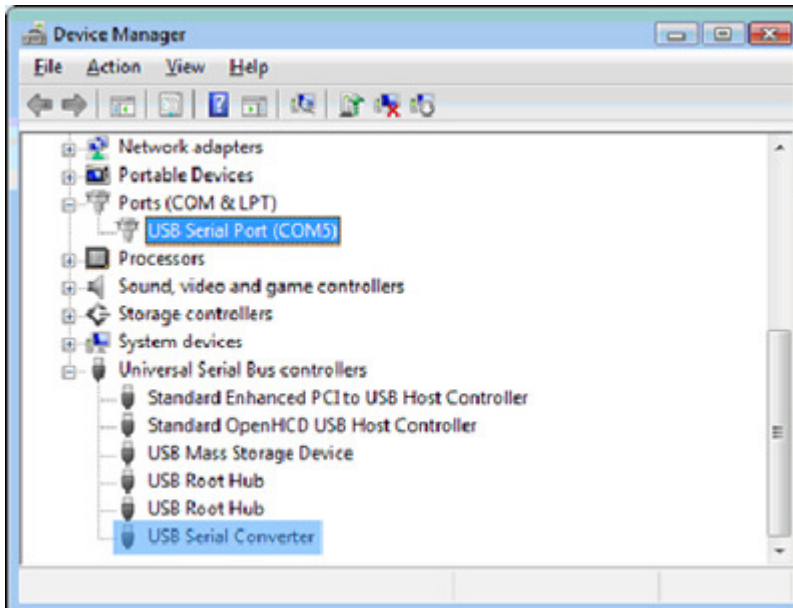 Device Manager
File Action View Help
Network adapters
Portable Devices
Ports (COM & LPT)
USB Serial Port (COM5)
Processors
Sound, video and game controllers
Storage controllers
System devices
Universal Serial Bus controllers
Standard Enhanced PCI to USB Host Controller
Standard OpenHCD USB Host Controller
USB Mass Storage Device
USB Root Hub
USB Root Hub
USB Serial Converter